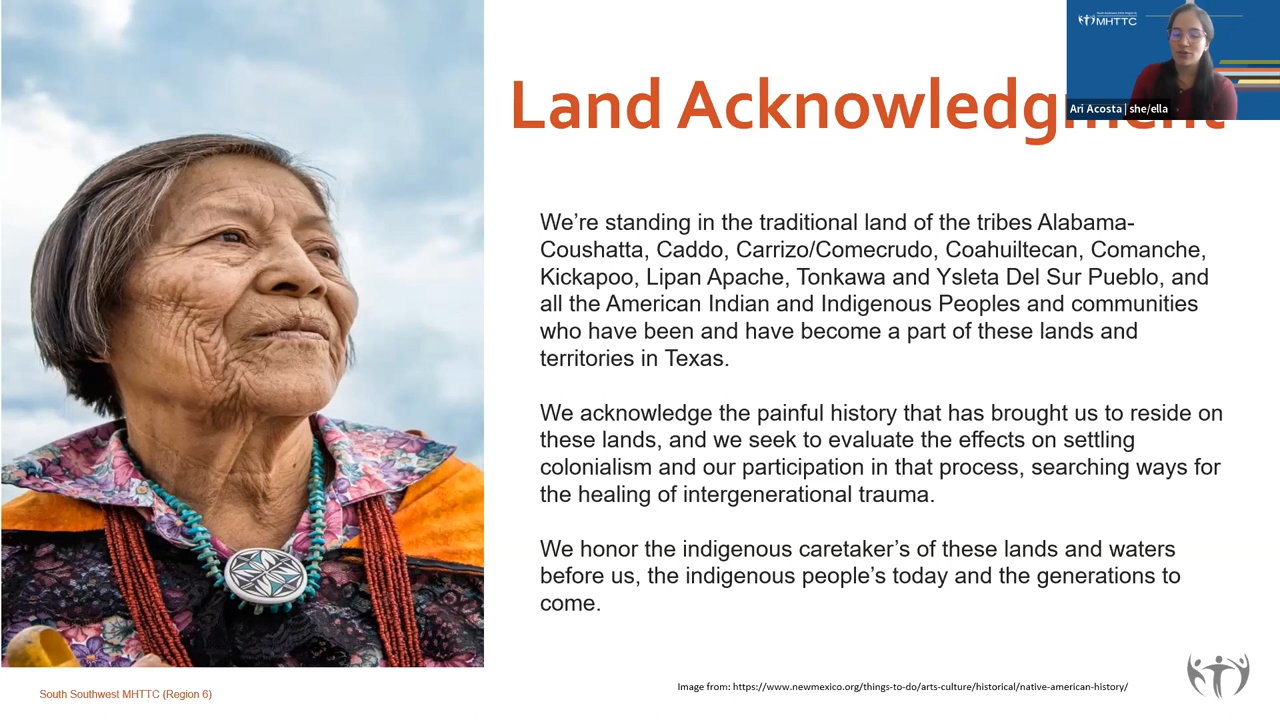 South Southwest MHTTC (Region 6)
MHTTC
Ari Acosta | she/ella
Land Acknowledgment
We’re standing in the traditional land of the tribes Alabama-
Coushatta, Caddo, Carrizo/Comecrudo, Coahuiltecan, Comanche,
Kickapoo, Lipan Apache, Tonkawa and Ysleta Del Sur Pueblo, and
all the American Indian and Indigenous Peoples and communities
who have been and have become a part of these lands and
territories in Texas.
We acknowledge the painful history that has brought us to reside on
these lands, and we seek to evaluate the effects on settling
colonialism and our participation in that process, searching ways for
the healing of intergenerational trauma.
We honor the indigenous caretaker’s of these lands and waters
before us, the indigenous people’s today and the generations to
come.
Image from: https://www.newmexico.org/things-to-do/arts-culture/historical/native-american-history/
South Southwest MHTTC (Region 6)